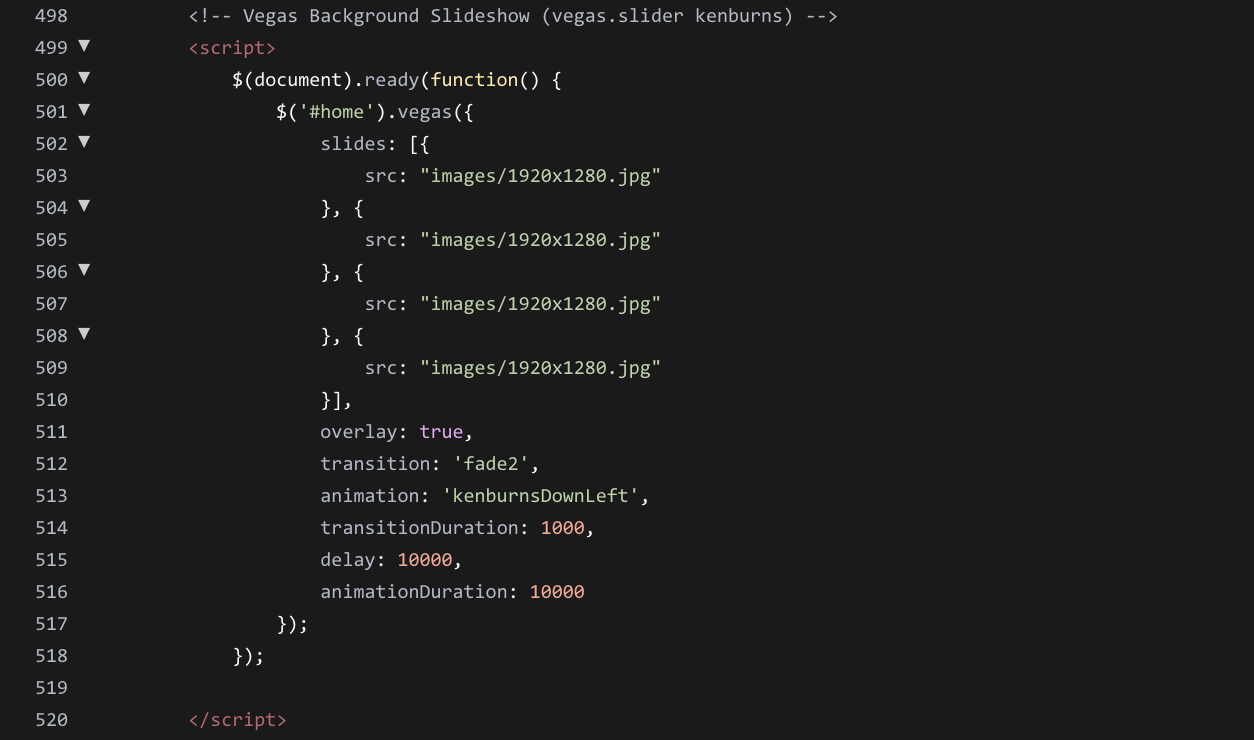 498 <!-- Vegas Background Slideshow (vegas.slider kenburns) -->
499 ▼ <script>
500 ▼ $(document).ready(function() {
501 ▼ $('#home').vegas({
502 ▼ slides: [{
503 src: "images/1920x1280.jpg"
504 ▼ }, {
505 src: "images/1920x1280.jpg"
506 ▼ }, {
507 src: "images/1920x1280.jpg"
508 ▼ }, {
509 src: "images/1920x1280.jpg"
510 }],
511 overlay: true,
512 transition: 'fade2',
513 animation: 'kenburnsDownLeft',
514 transitionDuration: 1000,
515 delay: 10000,
516 animationDuration: 10000
517 });
518 });
519
520 </script>